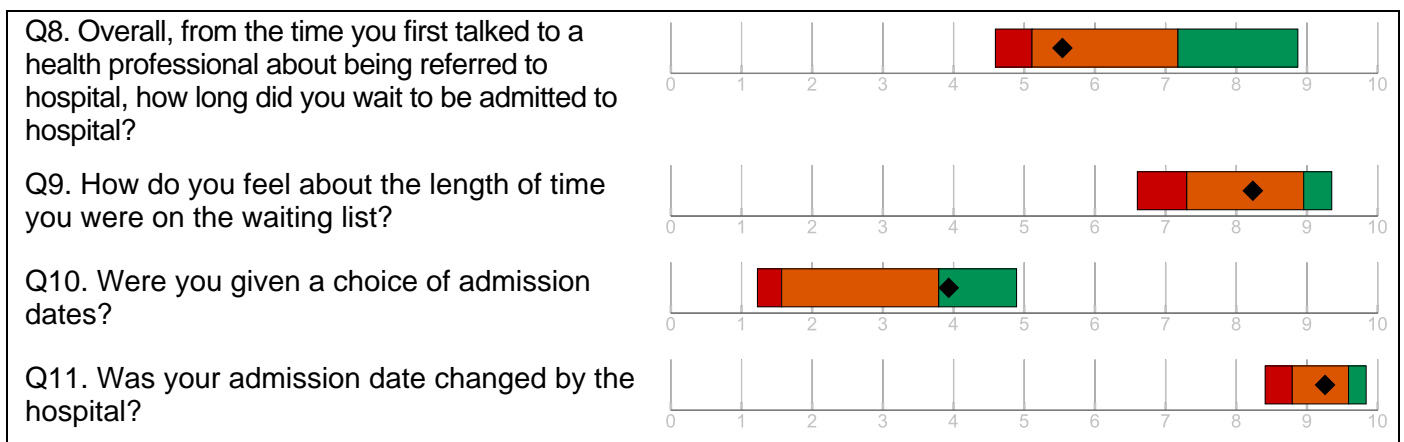 Q8. Overall, from the time you first talked to a
health professional about being referred to
hospital, how long did you wait to be admitted to
hospital?
0 1 2 3 4 5 6 7 8 9 10
Q9. How do you feel about the length of time
you were on the waiting list?
0 1 2 3 4 5 6 7 8 9 10
Q10. Were you given a choice of admission
dates?
0 1 2 3 4 5 6 7 8 9 10
Q11. Was your admission date changed by the
hospital?
0 1 2 3 4 5 6 7 8 9 10